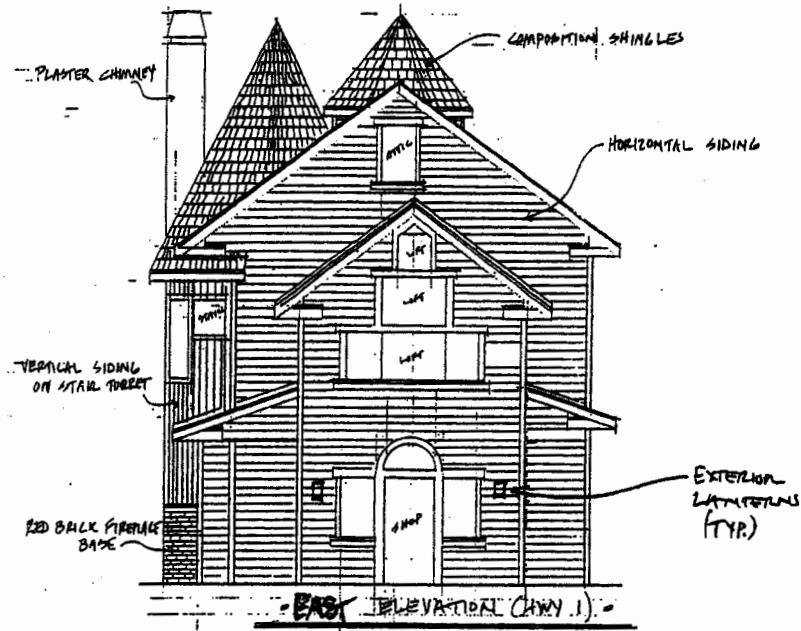 COMPOSITION SHINGLES
PLASTER CHIMNEY
ATTIC
HORIZONTAL SIDING
LOFT
LOFT
STAIR
LOFT
VERTICAL SIDING
ON STAIR TURRET
EXTERIOR
LANTERNS
(TYP.)
SHOP
RED BRICK FIREPLACE
BASE
- EAST ELEVATION (HWY 1) -